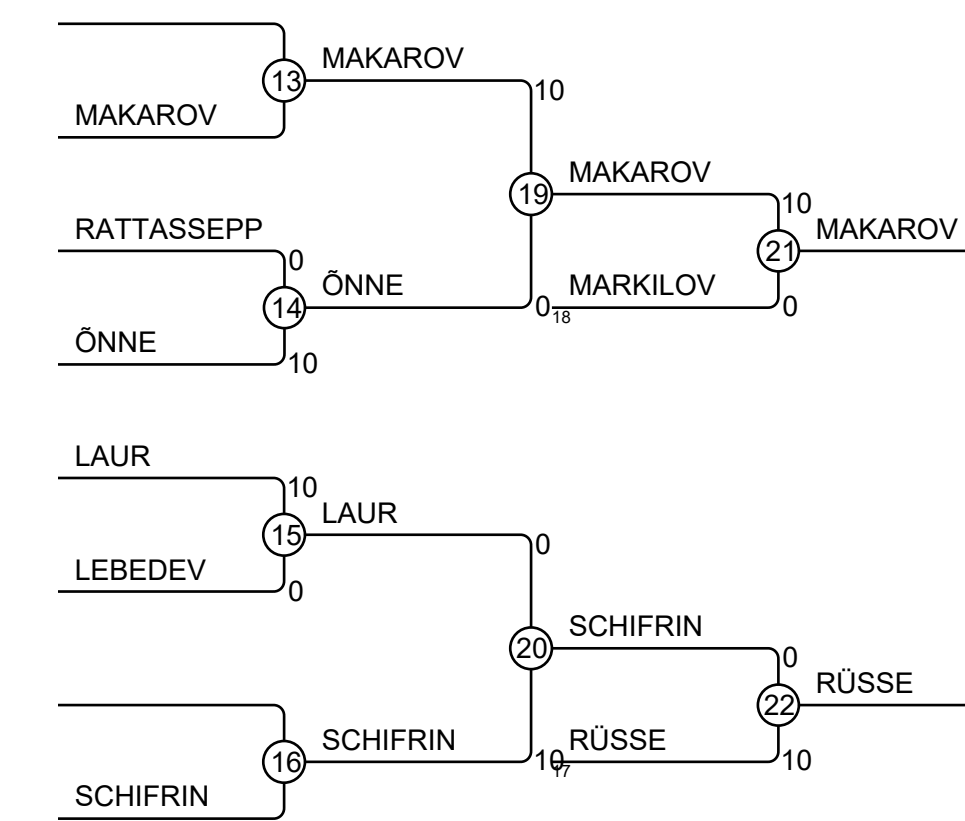 MAKAROV
13
10
MAKAROV
MAKAROV
19
10
RATTASSEPP
21
MAKAROV
0
ÕNNE
MARKILOV
14
0
18
0
ÕNNE
10
LAUR
10
LAUR
15
0
LEBEDEV
0
SCHIFRIN
20
0
RÜSSE
22
SCHIFRIN
RÜSSE
16
10
17
10
SCHIFRIN